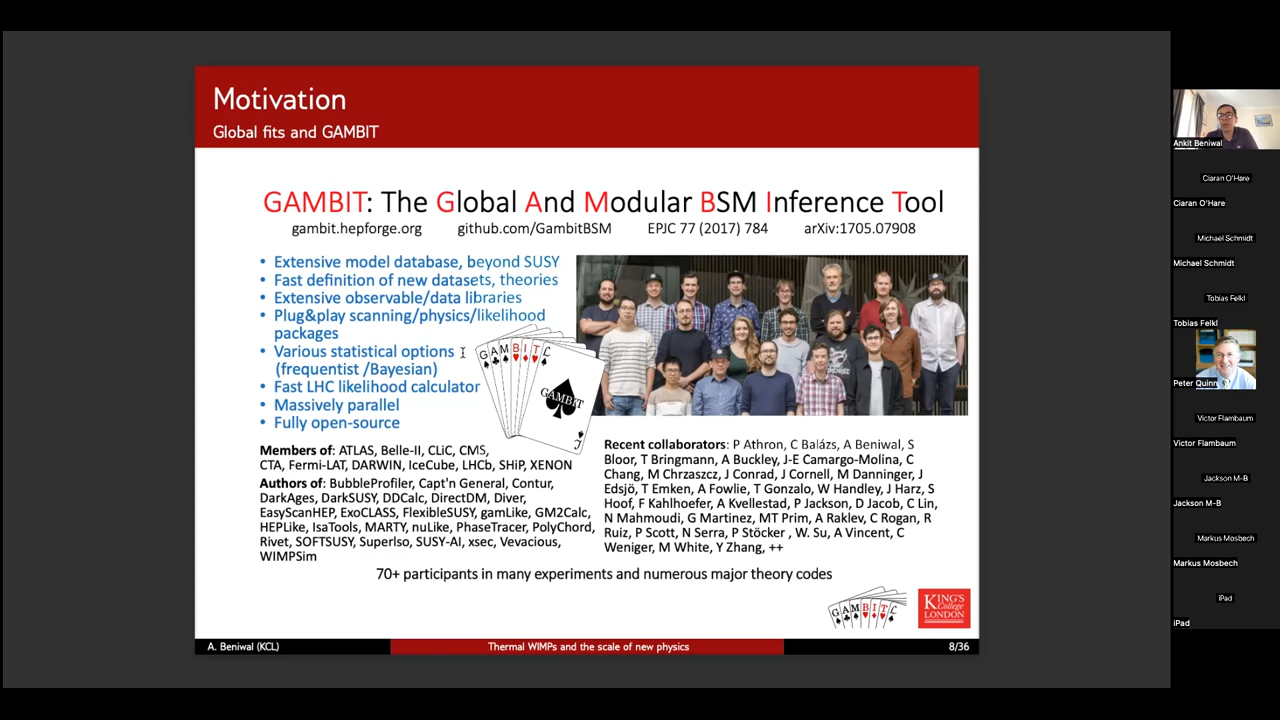 Motivation
Global fits and GAMBIT
GAMBIT: The Global And Modular BSM Inference Tool
gambit.hepforge.org github.com/GambitBSM EPJC 77 (2017) 784 arXiv:1705.07908
• Extensive model database, beyond SUSY
• Fast definition of new datasets, theories
• Extensive observable/data libraries
• Plug&play scanning/physics/likelihood
packages
• Various statistical options
(frequentist /Bayesian)
• Fast LHC likelihood calculator
• Massively parallel
• Fully open-source
GAMBIT
GAMBIT
Members of: ATLAS, Belle-II, CLiC, CMS,
CTA, Fermi-LAT, DARWIN, IceCube, LHCb, SHiP, XENON
Authors of: BubbleProfiler, Capt'n General, Contur,
DarkAges, DarkSUSY, DDCalc, DirectDM, Diver,
EasyScanHEP, ExoCLASS, FlexibleSUSY, gamLike, GM2Calc,
HEPLike, IsaTools, MARTY, nuLike, PhaseTracer, PolyChord,
Rivet, SOFTSUSY, SuperIso, SUSY-AI, xsec, Vevacious,
WIMPSim
Recent collaborators: P Athron, C Balázs, A Beniwal, S
Bloor, T Bringmann, A Buckley, J-E Camargo-Molina, C
Chang, M Chrzaszcz, J Conrad, J Cornell, M Danninger, J
Edsjö, T Emken, A Fowlie, T Gonzalo, W Handley, J Harz, S
Hoof, F Kahlhoefer, A Kvellestad, P Jackson, D Jacob, C Lin,
N Mahmoudi, G Martinez, MT Prim, A Raklev, C Rogan, R
Ruiz, P Scott, N Serra, P Stöcker , W. Su, A Vincent, C
Weniger, M White, Y Zhang, ++
70+ participants in many experiments and numerous major theory codes
GAMBIT
KING'S
College
LONDON
A. Beniwal (KCL) Thermal WIMPs and the scale of new physics 8/36
Ankit Beniwal
Ciaran O'Hare
Ciaran O'Hare
Michael Schmidt
Michael Schmidt
Tobias Felkl
Tobias Felkl
Peter Quinn
Victor Flambaum
Victor Flambaum
Jackson M-B
Jackson M-B
Markus Mosbech
Markus Mosbech
iPad
iPad